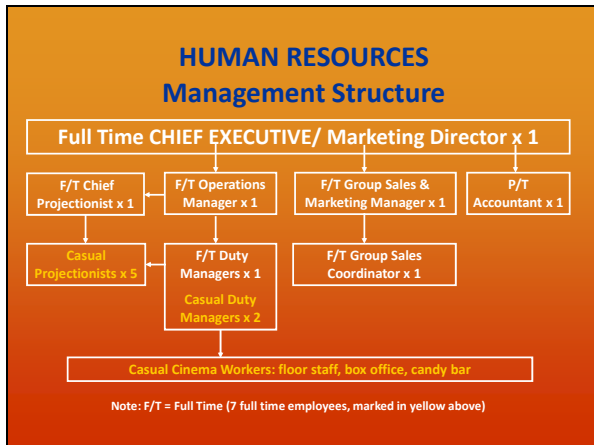 HUMAN RESOURCES
Management Structure
Full Time CHIEF EXECUTIVE/ Marketing Director x 1
F/T Chief
Projectionist x 1
F/T Operations
Manager x 1
F/T Group Sales &
Marketing Manager x 1
P/T
Accountant x 1
Casual
Projectionists x 5
F/T Duty
Managers x 1
Casual Duty
Managers x 2
F/T Group Sales
Coordinator x 1
Casual Cinema Workers: floor staff, box office, candy bar
Note: F/T = Full Time (7 full time employees, marked in yellow above)